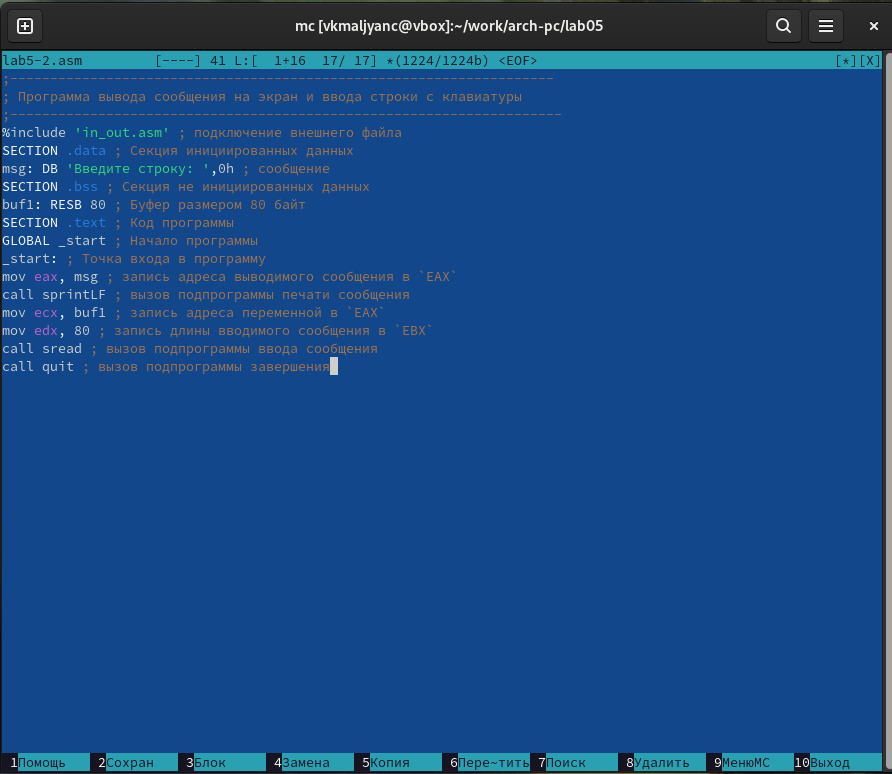 mc [vkmaljyanc@vbox]:~/work/arch-pc/lab05
lab5-2.asm [----] 41 L:[ 1+16 17/ 17] *(1224/1224b) <EOF> [*][X]
;--------------------------------------------------------------------
; Программа вывода сообщения на экран и ввода строки с клавиатуры
;---------------------------------------------------------------------
%include 'in_out.asm' ; подключение внешнего файла
SECTION .data ; Секция инициированных данных
msg: DB 'Введите строку: ',0h ; сообщение
SECTION .bss ; Секция не инициированных данных
buf1: RESB 80 ; Буфер размером 80 байт
SECTION .text ; Код программы
GLOBAL _start ; Начало программы
_start: ; Точка входа в программу
mov eax, msg ; запись адреса выводимого сообщения в `EAX`
call sprintLF ; вызов подпрограммы печати сообщения
mov ecx, buf1 ; запись адреса переменной в `EAX`
mov edx, 80 ; запись длины вводимого сообщения в `EBX`
call sread ; вызов подпрограммы ввода сообщения
call quit ; вызов подпрограммы завершения
1Помощь 2Сохран 3Блок 4Замена 5Копия 6Пере~тить 7Поиск 8Удалить 9МенюMC 10Выход